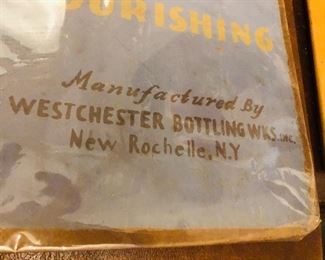 OURISHING
Manufactured By
WESTCHESTER BOTTLING WKS. INC.
New Rochelle, N.Y